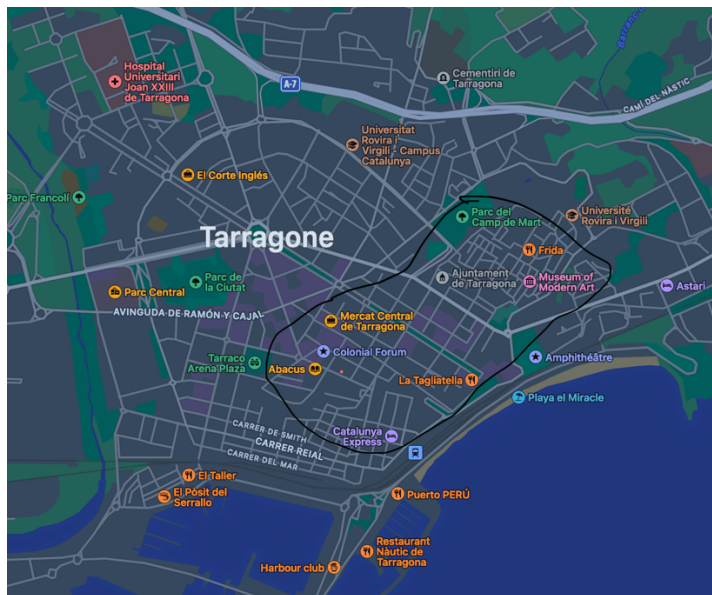 Hospital
Universitari
Joan XXIII
de Tarragona
A-7
Cementiri de
Tarragona
Barranc
CAMÍ DEL NÀSTIC
Universitat
Rovira i
Virgili - Campus
Catalunya
El Corte Inglés
Parc Francolí
Parc del
Camp de Mart
Université
Rovira i Virgili
Tarragone
Frida
Parc de
la Ciutat
Ajuntament
de Tarragona
Museum of
Modern Art
Astari
Parc Central
AVINGUDA DE RAMÓN Y CAJAL
Mercat Central
de Tarragona
Colonial Forum
Tarraco
Arena Plaza
Abacus
Amphithéâtre
La Tagliatella
Playa el Miracle
CARRER DE SMITH
CARRER REIAL
CARRER DEL MAR
Catalunya
Express
El Taller
El Pòsit del
Serrallo
Puerto PERÚ
Restaurant
Nàutic de
Tarragona
Harbour club